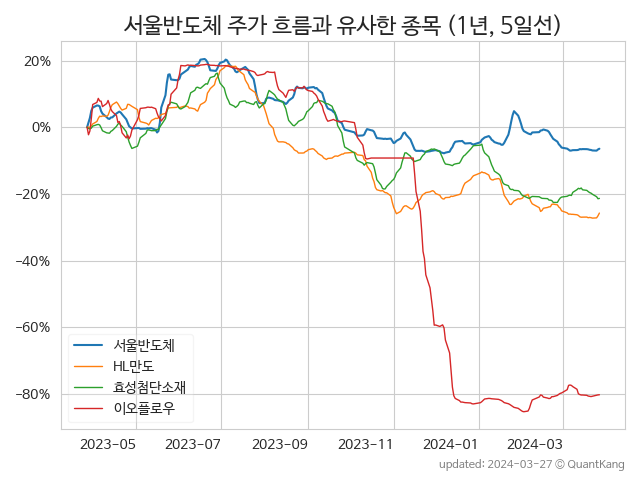 서울반도체 주가 흐름과 유사한 종목 (1년, 5일선)
20%
0%
−20%
−40%
−60%
−80%
서울반도체
HL만도
효성첨단소재
이오플로우
2023-05 2023-07 2023-09 2023-11 2024-01 2024-03
updated: 2024-03-27 © QuantKang